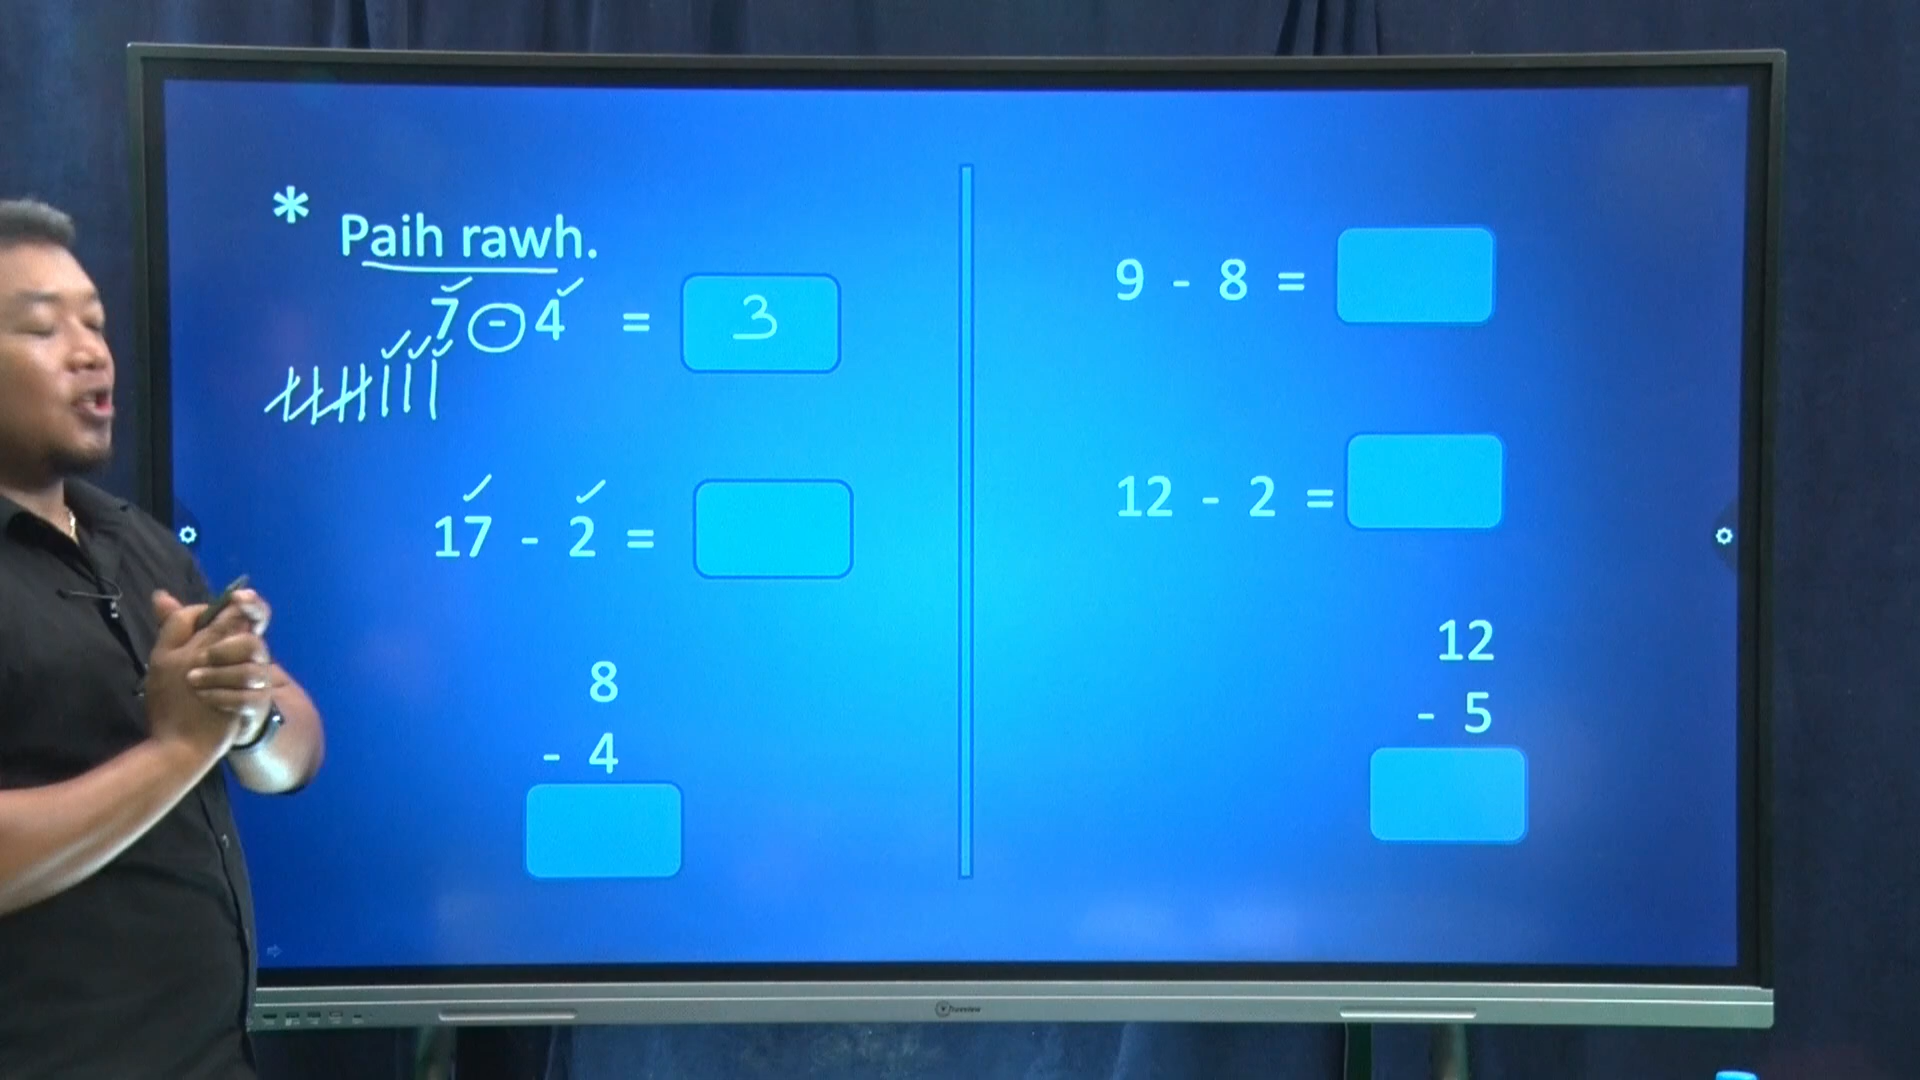 * Paih rawh.
7 - 4 = 3
17 - 2 =
8
- 4
9 - 8 =
12 - 2 =
12
- 5